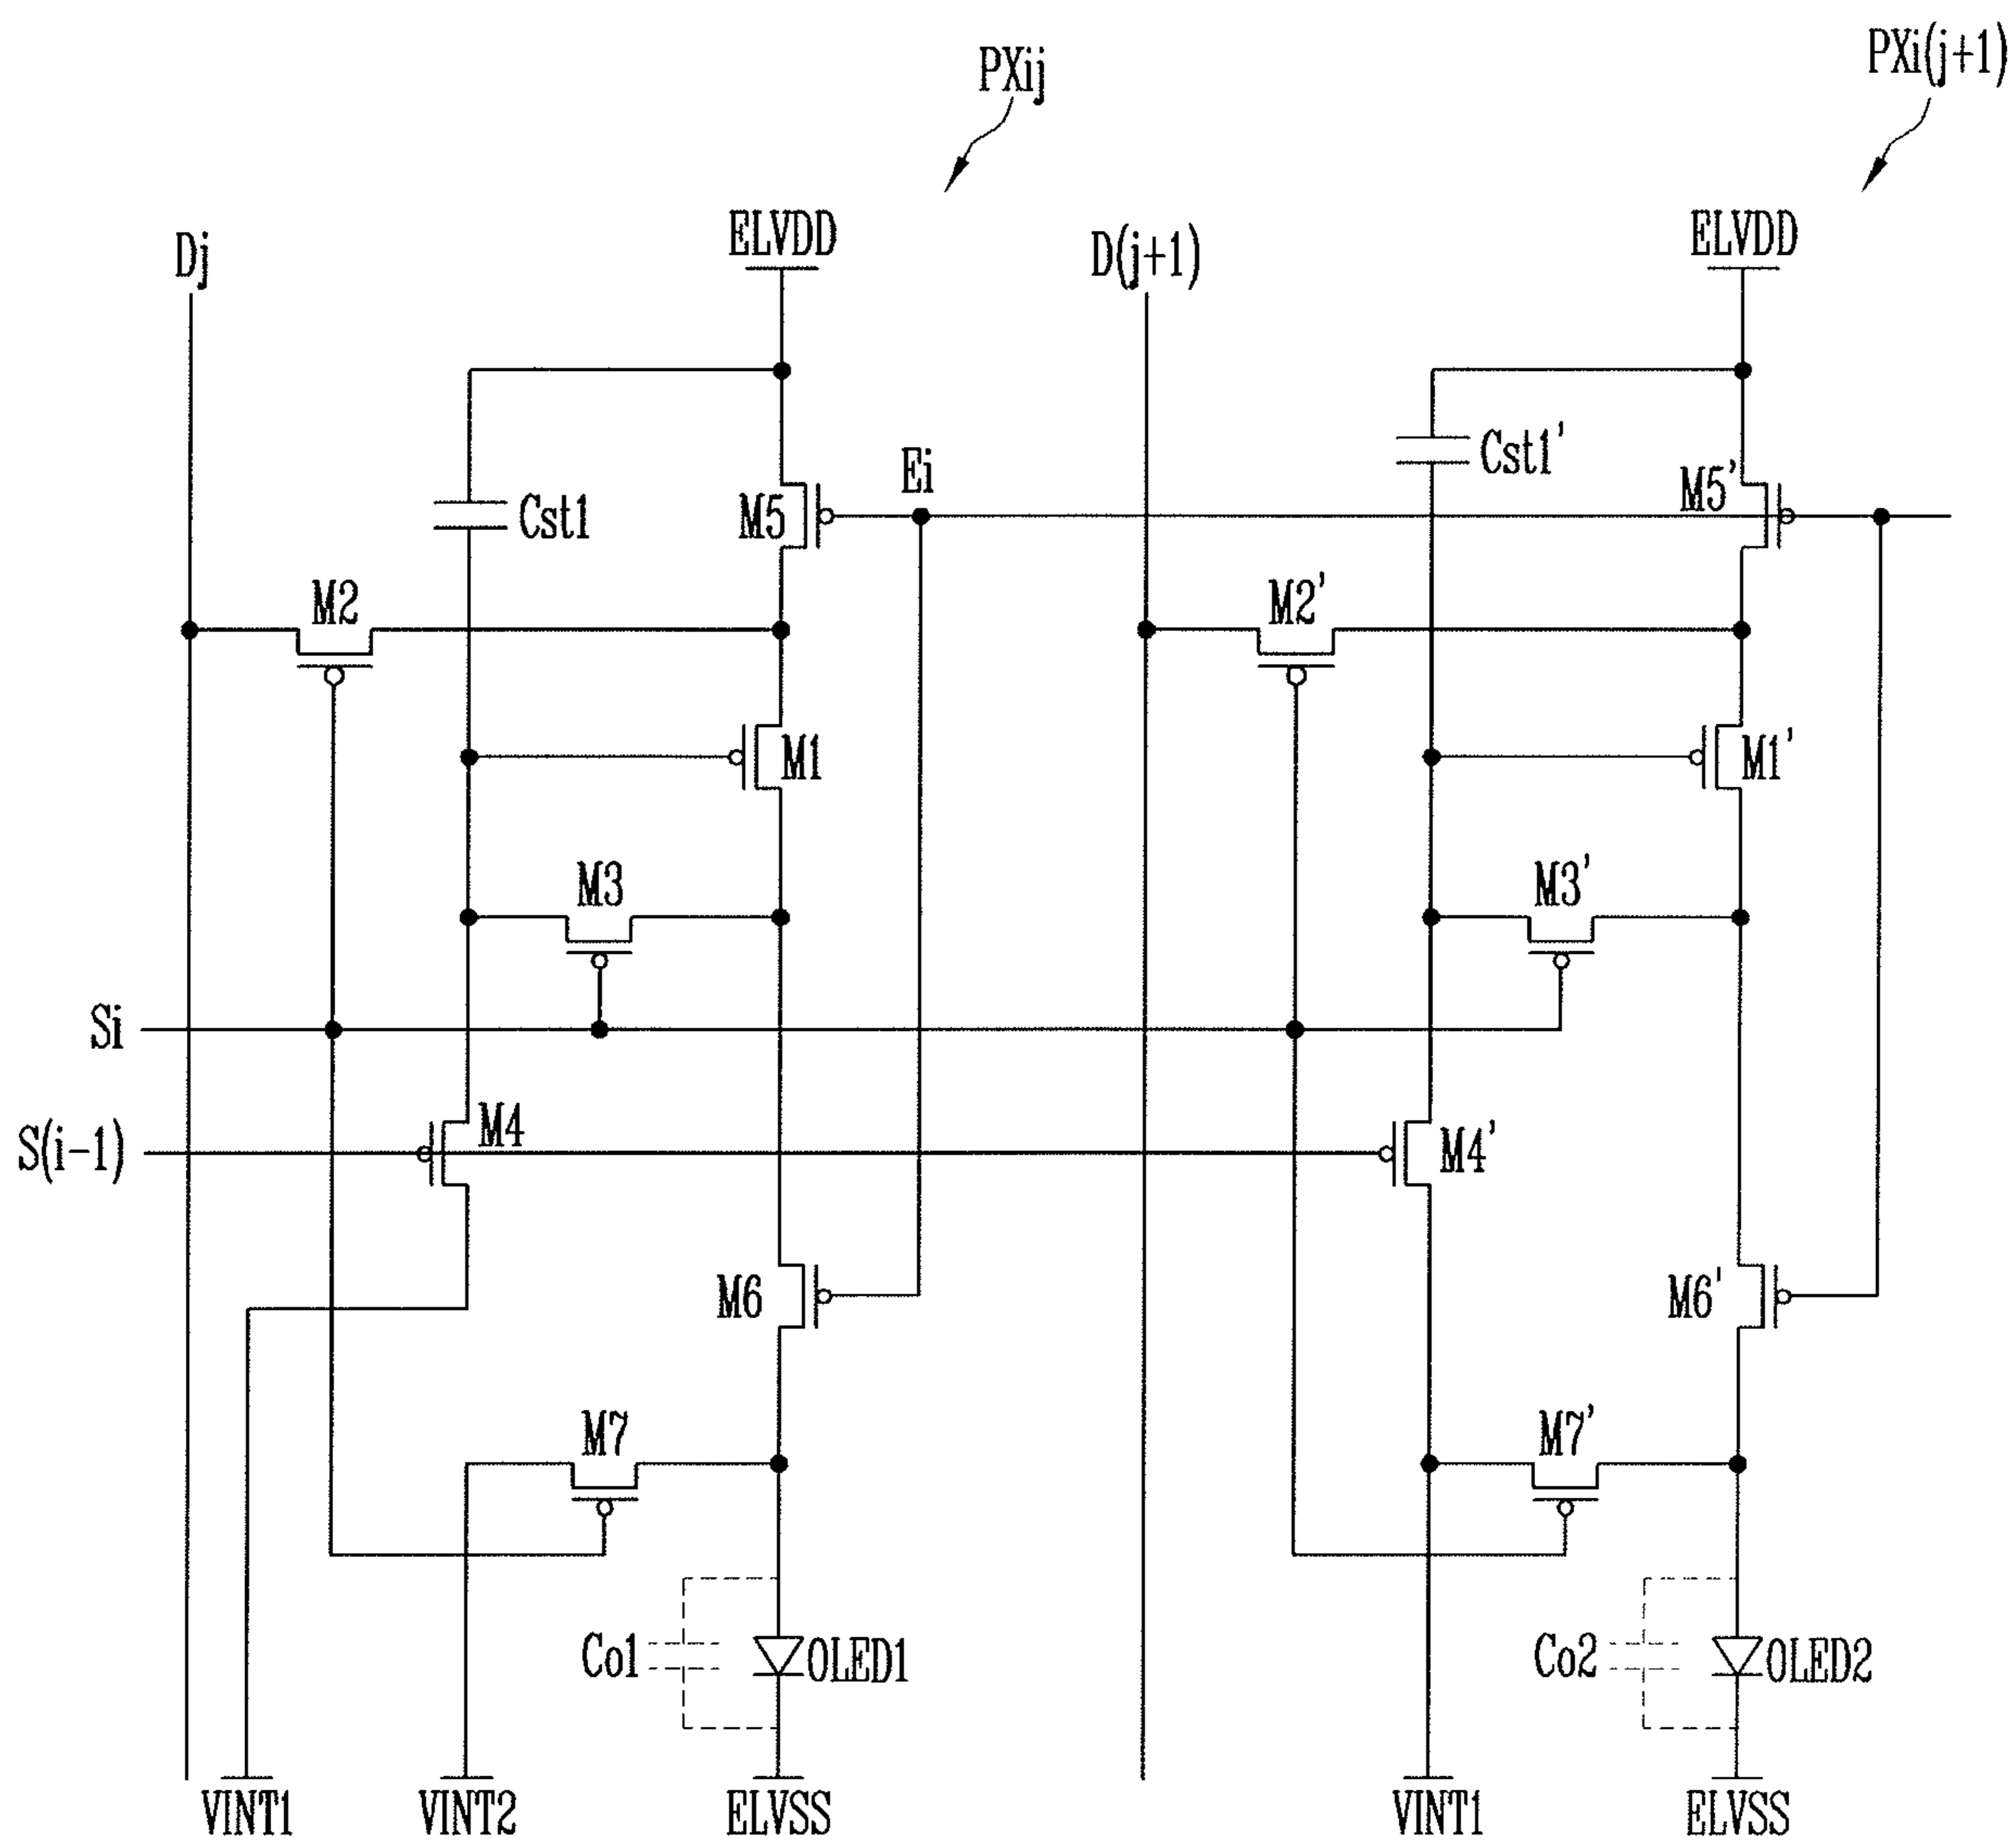 PXij
PXi(j+1)
Dj
ELVDD
D(j+1)
ELVDD
Cst1
M5
Ei
Cst1'
M5'
M2
M2'
M1
M1'
M3
M3'
Si
S(i-1)
M4
M4'
M6
M6'
M7
M7'
Co1
OLED1
Co2
OLED2
VINT1
VINT2
ELVSS
VINT1
ELVSS